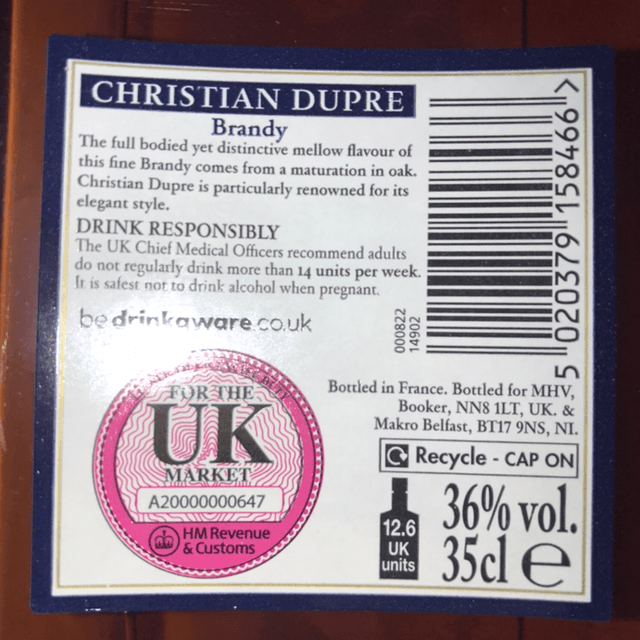 CHRISTIAN DUPRE
Brandy
The full bodied yet distinctive mellow flavour of
this fine Brandy comes from a maturation in oak.
Christian Dupre is particularly renowned for its
elegant style.
DRINK RESPONSIBLY
The UK Chief Medical Officers recommend adults
do not regularly drink more than 14 units per week.
It is safest not to drink alcohol when pregnant.
be drinkaware.co.uk
000822
14902
5 020379 158466 >
Bottled in France. Bottled for MHV,
Booker, NN8 1LT, UK. &
Makro Belfast, BT17 9NS, NI.
Recycle - CAP ON
FOR THE
UK
MARKET
A20000000647
HM Revenue
& Customs
12.6
UK
units
36% vol.
35cl e